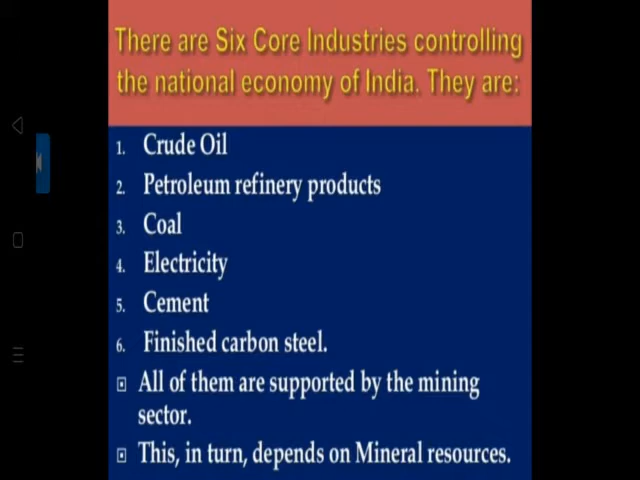 There are Six Core Industries controlling
the national economy of India. They are:
1. Crude Oil
2. Petroleum refinery products
3. Coal
4. Electricity
5. Cement
6. Finished carbon steel.
All of them are supported by the mining
sector.
This, in turn, depends on Mineral resources.